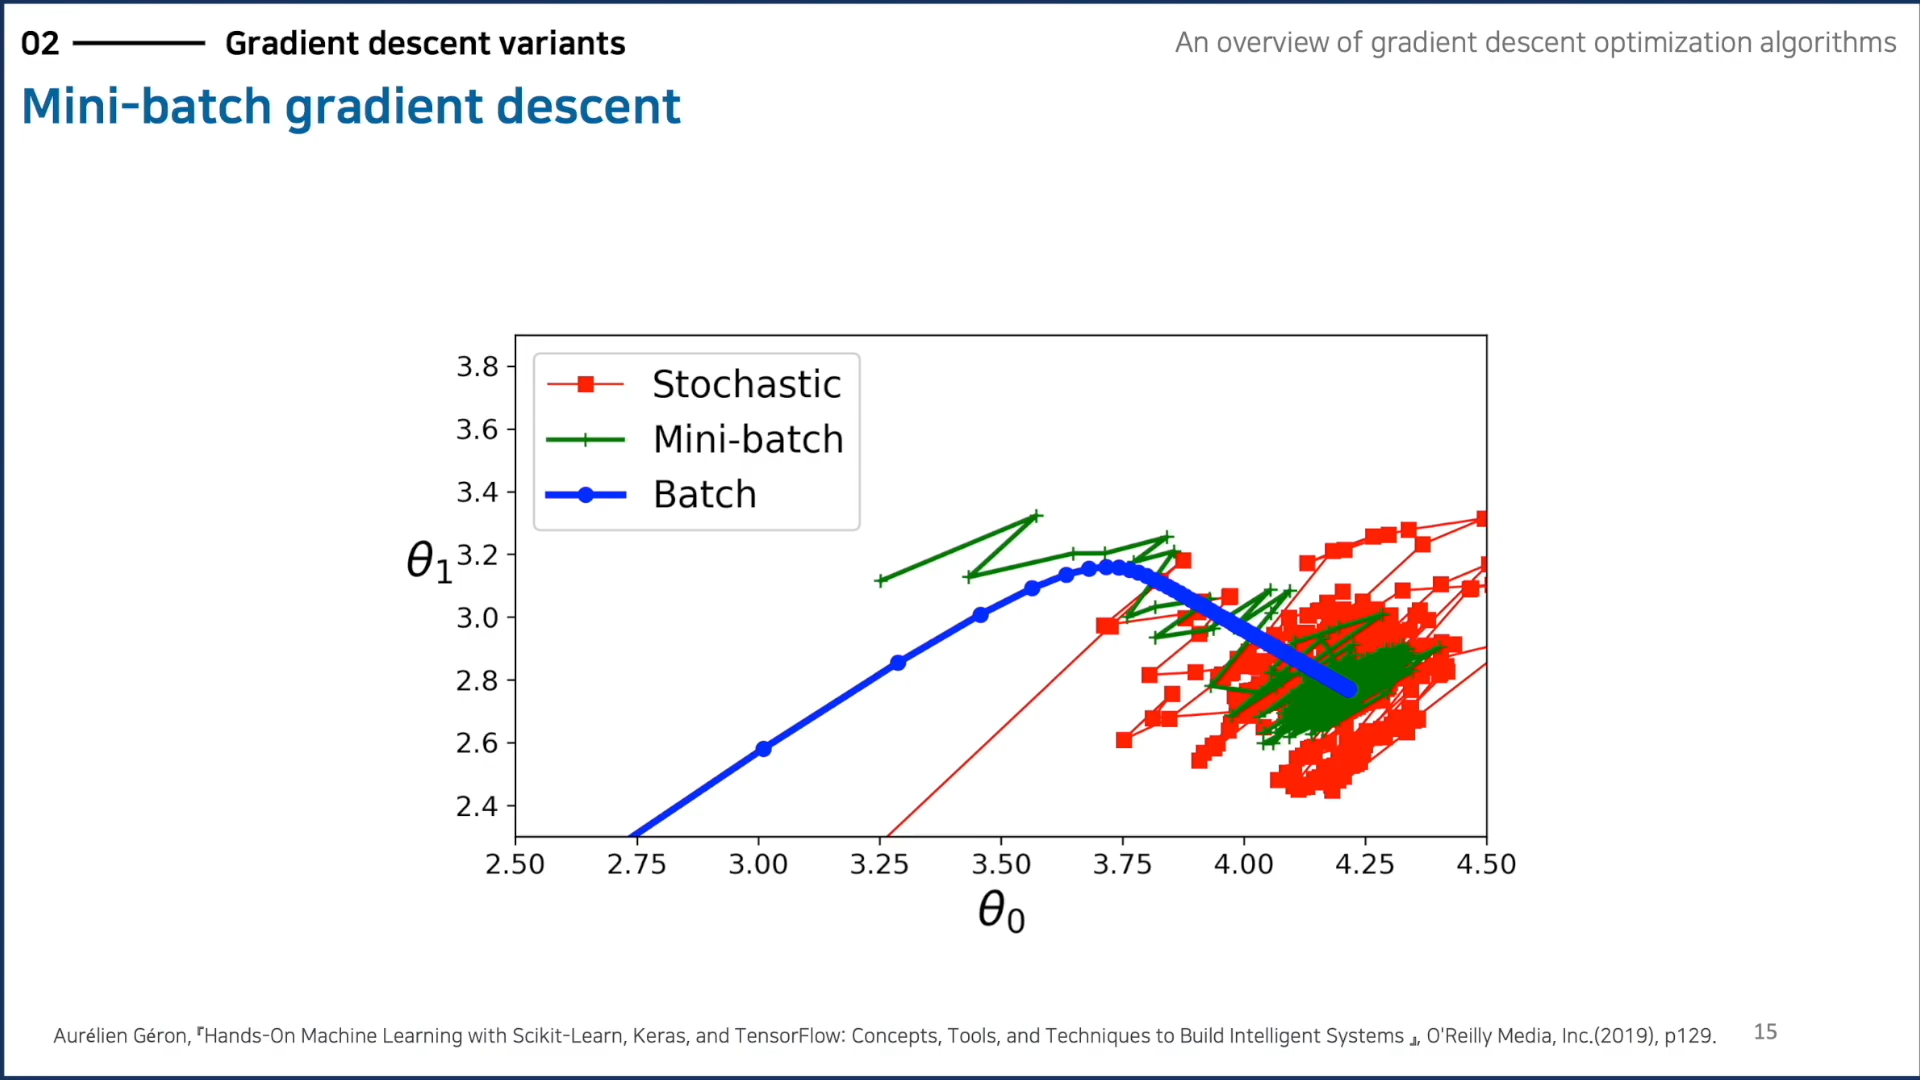 02 Gradient descent variants
An overview of gradient descent optimization algorithms
Mini-batch gradient descent
Stochastic
Mini-batch
Batch
3.8
3.6
3.4
3.2
3.0
2.8
2.6
2.4
θ1
2.50 2.75 3.00 3.25 3.50 3.75 4.00 4.25 4.50
θ0
Aurélien Géron, 『Hands-On Machine Learning with Scikit-Learn, Keras, and TensorFlow: Concepts, Tools, and Techniques to Build Intelligent Systems 』, O'Reilly Media, Inc.(2019), p129.
15